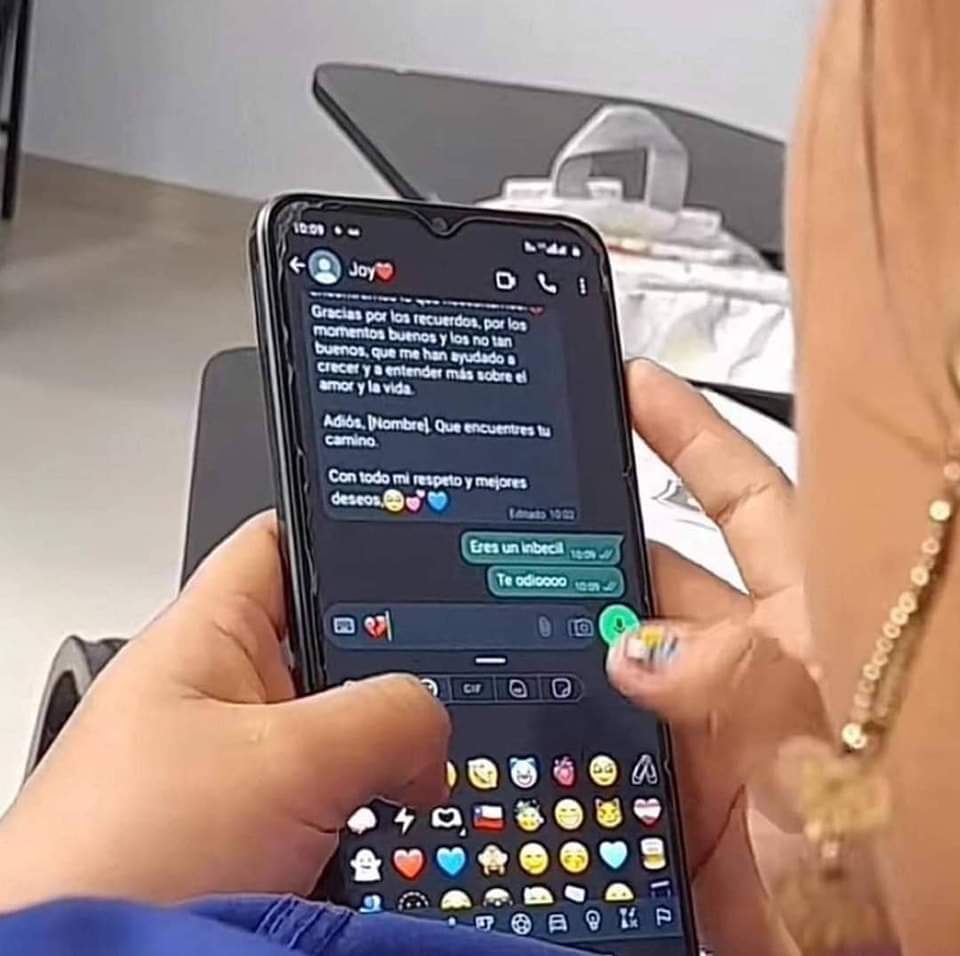 10:09
Joy❤️
Gracias por los recuerdos, por los
momentos buenos y los no tan
buenos, que me han ayudado a
crecer y a entender más sobre el
amor y la vida.
Adiós, [Nombre]. Que encuentres tu
camino.
Con todo mi respeto y mejores
deseos,🥺💕💙
Editado 10:02
Eres un inbecil 10:09
Te odioooo 10:09
💔
GIF